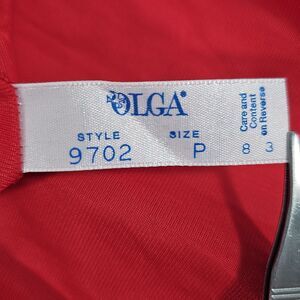 OLGA®
STYLE SIZE
9702 P 8 3
Care and
Content
on Reverse